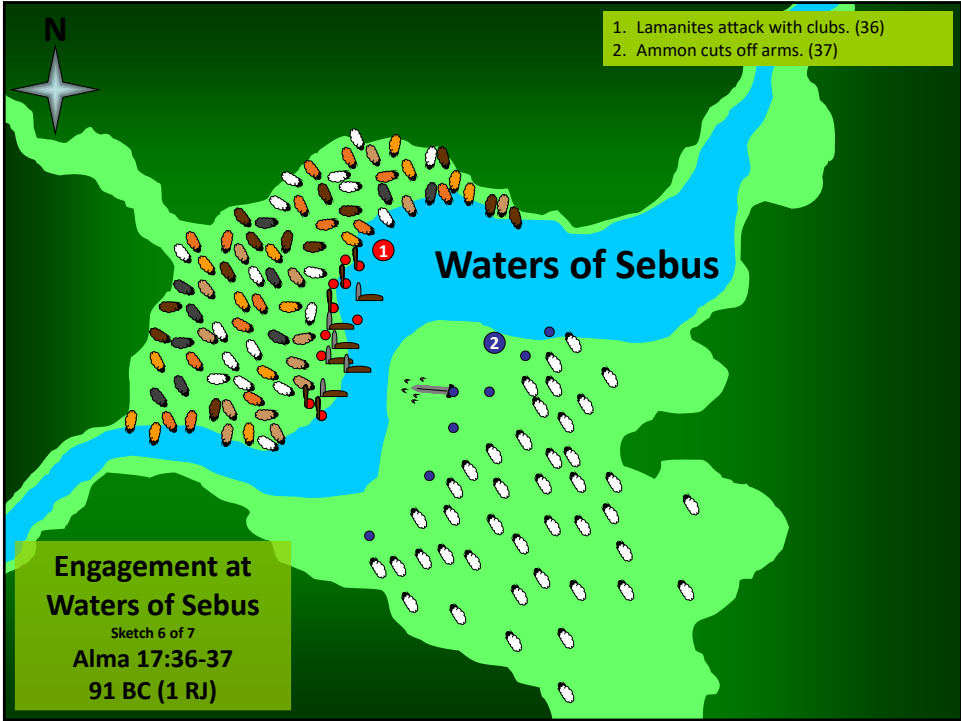 N
1. Lamanites attack with clubs. (36)
2. Ammon cuts off arms. (37)
1
Waters of Sebus
2
Engagement at
Waters of Sebus
Sketch 6 of 7
Alma 17:36-37
91 BC (1 RJ)